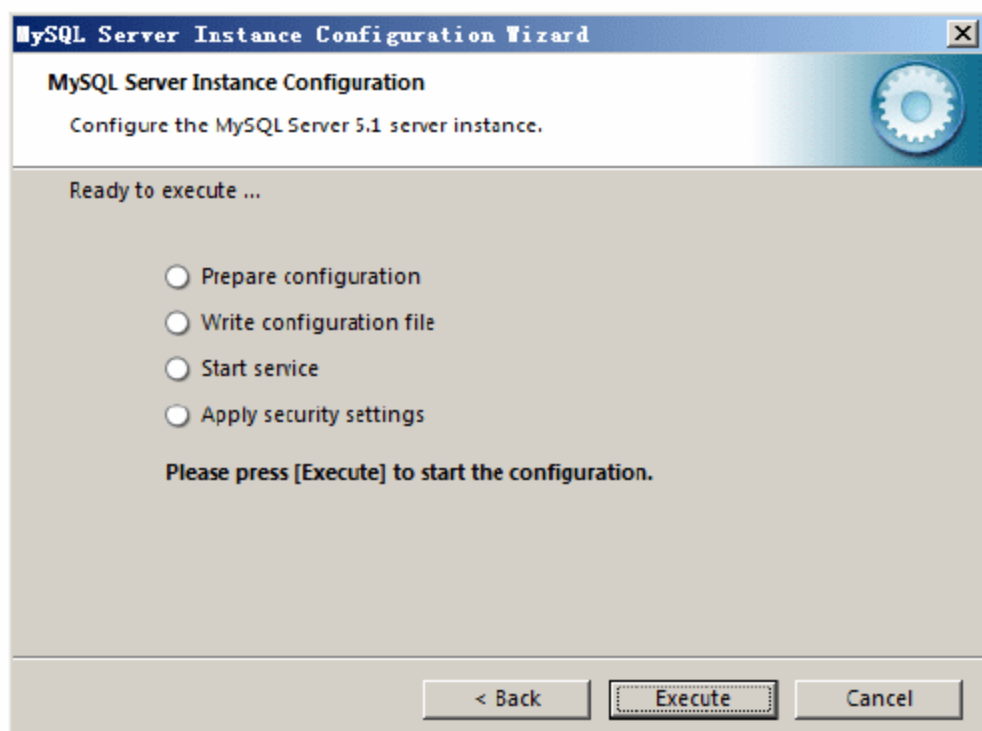 MySQL Server Instance Configuration Wizard
MySQL Server Instance Configuration
Configure the MySQL Server 5.1 server instance.
Ready to execute ...
Prepare configuration
Write configuration file
Start service
Apply security settings
Please press [Execute] to start the configuration.
< Back Execute Cancel